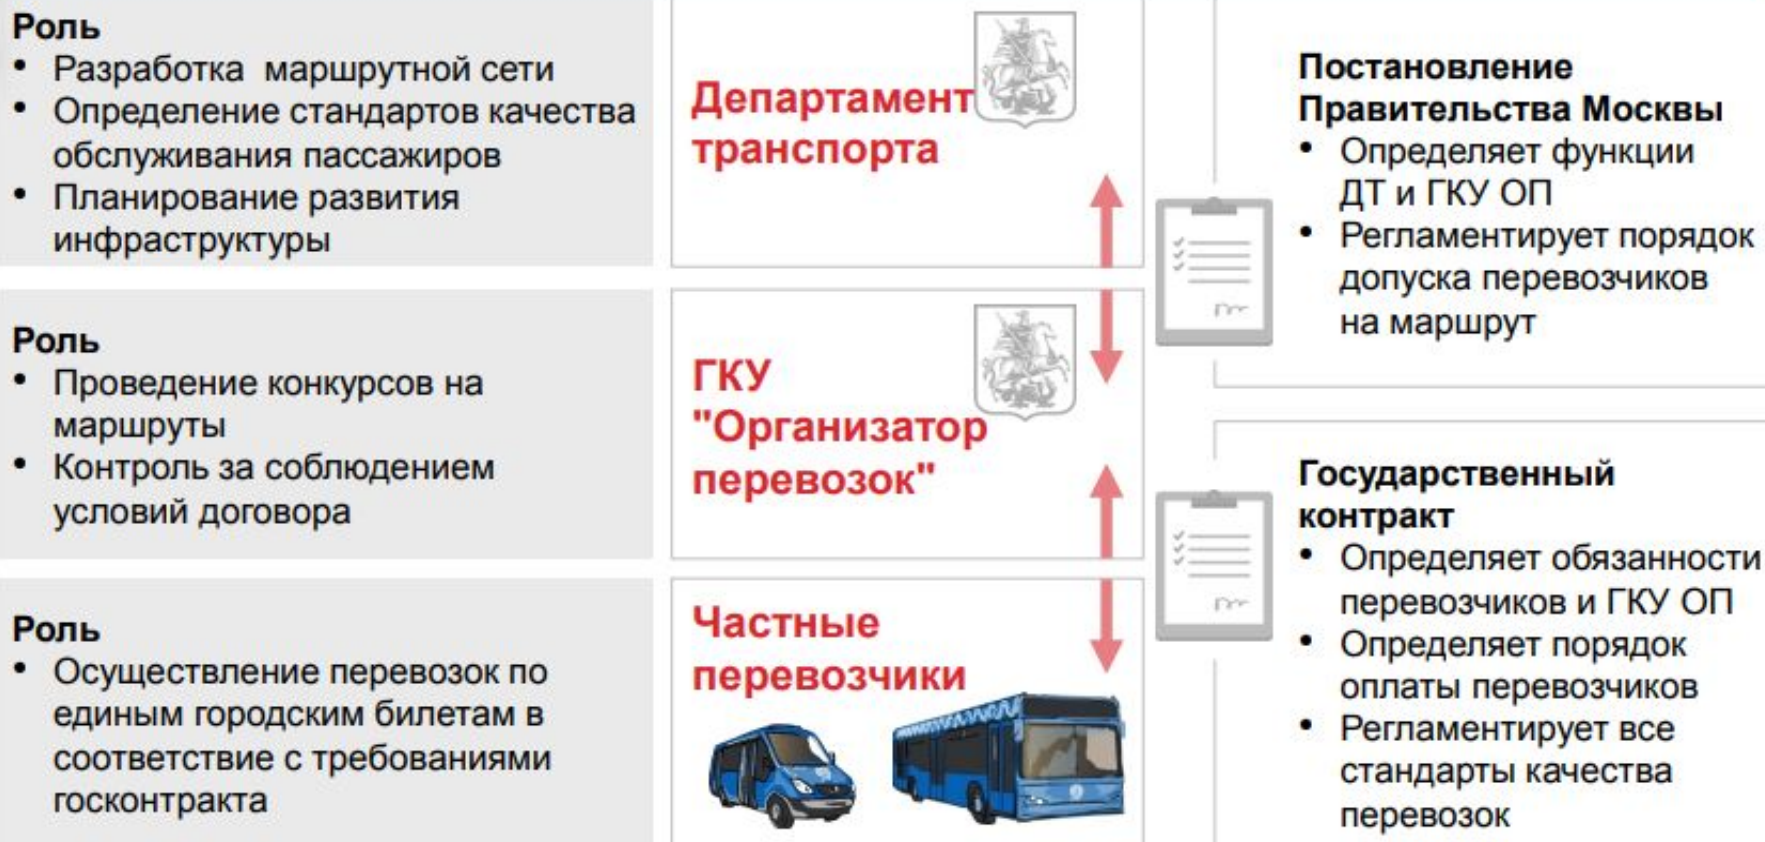 Роль
• Разработка маршрутной сети
• Определение стандартов качества
обслуживания пассажиров
• Планирование развития
инфраструктуры
Департамент
транспорта
Постановление
Правительства Москвы
• Определяет функции
ДТ и ГКУ ОП
• Регламентирует порядок
допуска перевозчиков
на маршрут
Роль
• Проведение конкурсов на
маршруты
• Контроль за соблюдением
условий договора
ГКУ
"Организатор
перевозок"
Государственный
контракт
• Определяет обязанности
перевозчиков и ГКУ ОП
• Определяет порядок
оплаты перевозчиков
• Регламентирует все
стандарты качества
перевозок
Роль
• Осуществление перевозок по
единым городским билетам в
соответствие с требованиями
госконтракта
Частные
перевозчики